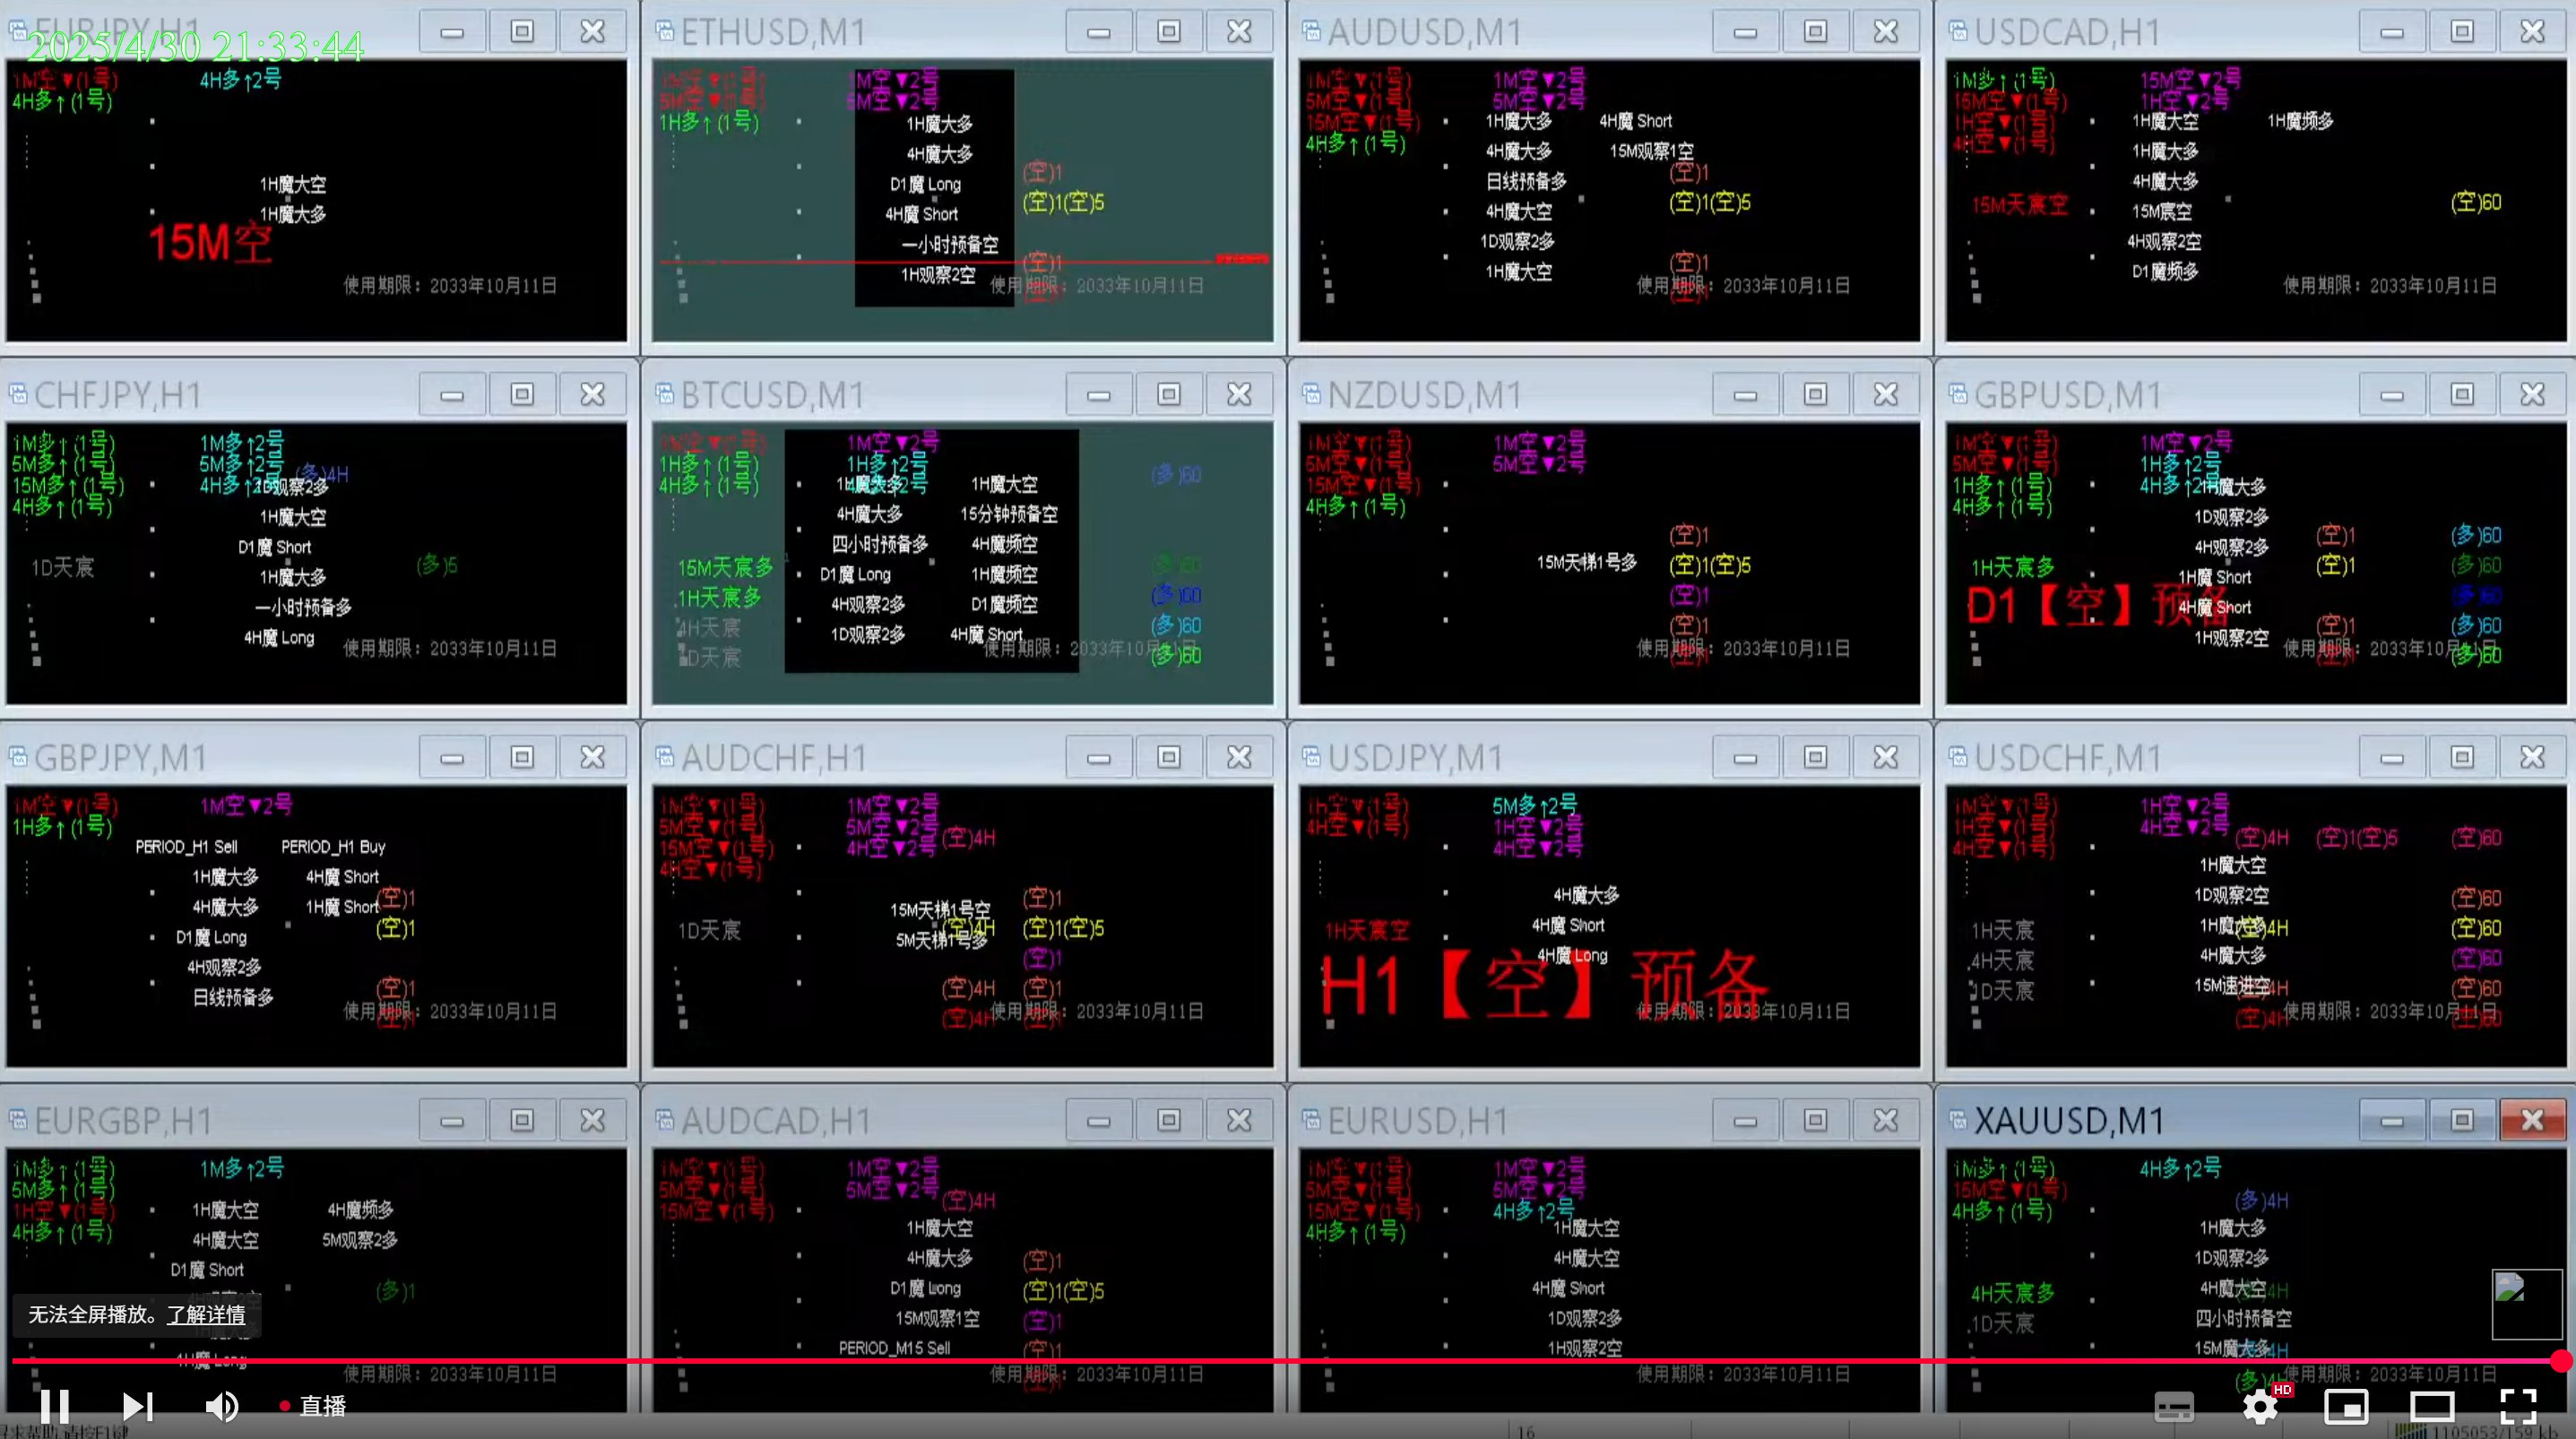 EURJPY,H1
2025/4/30 21:33:44
1M空▼(1号) 4H多↑2号
4H多↑(1号)
1H魔大空
1H魔大多
15M空
使用期限：2033年10月11日
ETHUSD,M1
1M空▼(1号) 1M空▼2号
5M空▼(1号) 5M空▼2号
1H多↑(1号)
1H魔大多
4H魔大多
(空)1
D1魔 Long
(空)1(空)5
4H魔 Short
一小时预备空
(空)1
1H观察2空
使用期限：2033年10月11日
AUDUSD,M1
1M空▼(1号) 1M空▼2号
5M空▼(1号) 5M空▼2号
15M空▼(1号) 1H魔大多 4H魔 Short
4H多↑(1号) 4H魔大多 15M观察1空
(空)1
日线预备多
(空)1(空)5
4H魔大空
1D观察2多
(空)1
1H魔大空
使用期限：2033年10月11日
USDCAD,H1
1M多↑(1号) 15M空▼2号
15M空▼(1号) 1H空▼2号
1H空▼(1号) 1H魔大空 1H魔频多
4H空▼(1号) 1H魔大多
4H魔大多
15M天宸空 (空)60
15M宸空
4H观察2空
D1魔频多
使用期限：2033年10月11日
CHFJPY,H1
1M多↑(1号) 1M多↑2号
5M多↑(1号) 5M多↑2号 (多)4H
15M多↑(1号) 4H多↑2号 1D观察2多
4H多↑(1号) 1H魔大空
D1魔 Short
1D天宸 (多)5
1H魔大多
一小时预备多
4H魔 Long
使用期限：2033年10月11日
BTCUSD,M1
1M空▼2号
1H多↑(1号) 1H多↑2号 (多)60
4H多↑(1号) 1H魔大多 1H魔大空
4H魔大多 15分钟预备空
四小时预备多 4H魔频空
15M天宸多 D1魔 Long 1H魔频空 (多)60
1H天宸多 4H观察2多 D1魔频空 (多)60
4H天宸 1D观察2多 4H魔 Short (多)60
1D天宸 (多)60
使用期限：2033年10月11日
NZDUSD,M1
1M空▼(1号) 1M空▼2号
5M空▼(1号) 5M空▼2号
15M空▼(1号)
4H多↑(1号)
(空)1
15M天梯1号多 (空)1(空)5
(空)1
(空)1
使用期限：2033年10月11日
GBPUSD,M1
1M空▼(1号) 1M空▼2号
5M空▼(1号) 1H多↑2号
1H多↑(1号) 4H多↑2号 1H魔大多
4H多↑(1号) 1D观察2多
4H观察2多 (空)1 (多)60
1H天宸多 1H魔 Short (空)1 (多)60
D1【空】预备 4H魔 Short (多)60
1H观察2空 (空)1 (多)60
使用期限：2033年10月11日 (多)60
GBPJPY,M1
1M空▼(1号) 1M空▼2号
1H多↑(1号)
PERIOD_H1 Sell PERIOD_H1 Buy
1H魔大多 4H魔 Short
(空)1
4H魔大多 1H魔 Short
D1魔 Long (空)1
4H观察2多
日线预备多 (空)1
使用期限：2033年10月11日
AUDCHF,H1
1M空▼(1号) 1M空▼2号
5M空▼(1号) 5M空▼2号
15M空▼(1号) 4H空▼2号 (空)4H
4H空▼(1号)
(空)1
15M天梯1号空
1D天宸 (空)4H (空)1(空)5
5M天梯1号多
(空)1
(空)4H (空)1
(空)4H
使用期限：2033年10月11日
USDJPY,M1
1h空▼(1号) 5M多↑2号
4H空▼(1号) 1H空▼2号
4H空▼2号
4H魔大多
1H天宸空 4H魔 Short
4H魔 Long
H1【空】预备
使用期限：2033年10月11日
USDCHF,M1
1M空▼(1号) 1H空▼2号
1H空▼(1号) 4H空▼2号
4H空▼(1号) (空)4H (空)1(空)5 (空)60
1H魔大空
1D观察2空 (空)60
1H天宸 1H魔大多 (空)4H (空)60
4H天宸 4H魔大多 (空)60
1D天宸 15M速进空 (空)60
(空)4H (空)60
使用期限：2033年10月11日
EURGBP,H1
1M多↑(1号) 1M多↑2号
5M多↑(1号)
1H空▼(1号) 1H魔大空 4H魔频多
4H多↑(1号) 4H魔大空 5M观察2多
D1魔 Short
(多)1
4H魔 Long
使用期限：2033年10月11日
AUDCAD,H1
1M空▼(1号) 1M空▼2号
5M空▼(1号) 5M空▼2号 (空)4H
15M空▼(1号)
1H魔大空
4H魔大多 (空)1
D1魔 Long (空)1(空)5
15M观察1空 (空)1
PERIOD_M15 Sell (空)1
使用期限：2033年10月11日
EURUSD,H1
1M空▼(1号) 1M空▼2号
5M空▼(1号) 5M空▼2号
15M空▼(1号) 4H多↑2号
4H多↑(1号) 1H魔大空
4H魔大空
4H魔 Short
1D观察2多
1H观察2空
使用期限：2033年10月11日
XAUUSD,M1
1M多↑(1号) 4H多↑2号
15M空▼(1号) (多)4H
4H多↑(1号)
1H魔大多
1D观察2多
4H天宸多 4H魔大空
1D天宸 四小时预备空
15M魔大多
使用期限：2033年10月11日
(多)4H
无法全屏播放。了解详情
直播
HD
16
1105053/159 kb